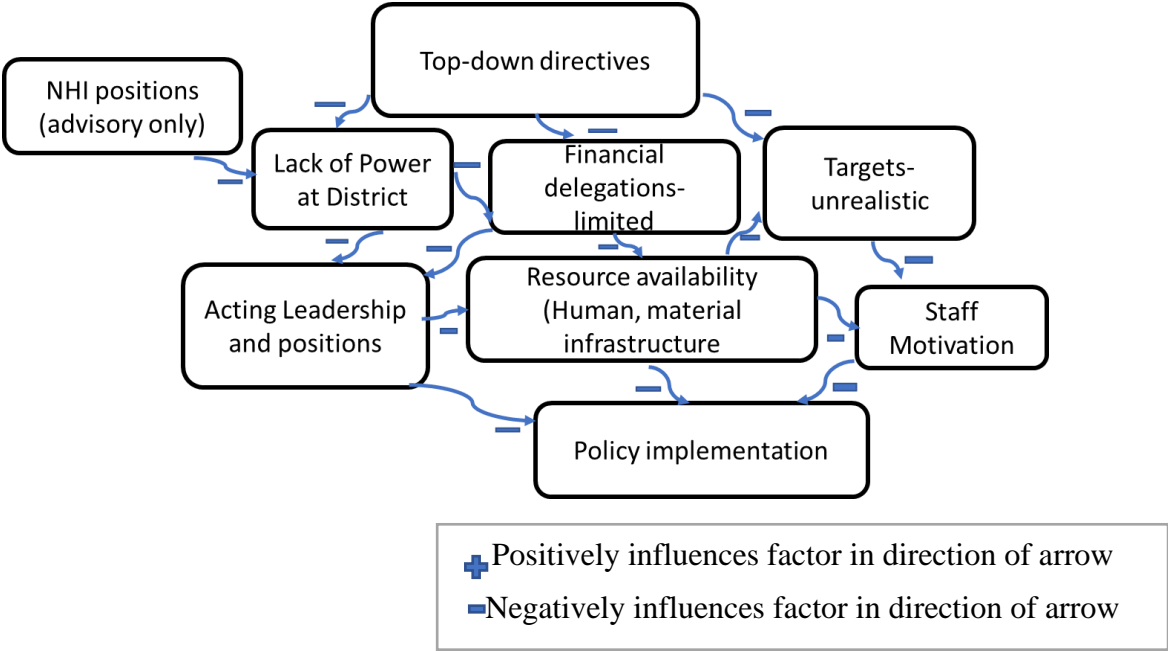 Top-down directives
NHI positions
(advisory only)
Lack of Power
at District
Financial
delegations-
limited
Targets-
unrealistic
Acting Leadership
and positions
Resource availability
(Human, material
infrastructure
Staff
Motivation
Policy implementation
Positively influences factor in direction of arrow
Negatively influences factor in direction of arrow